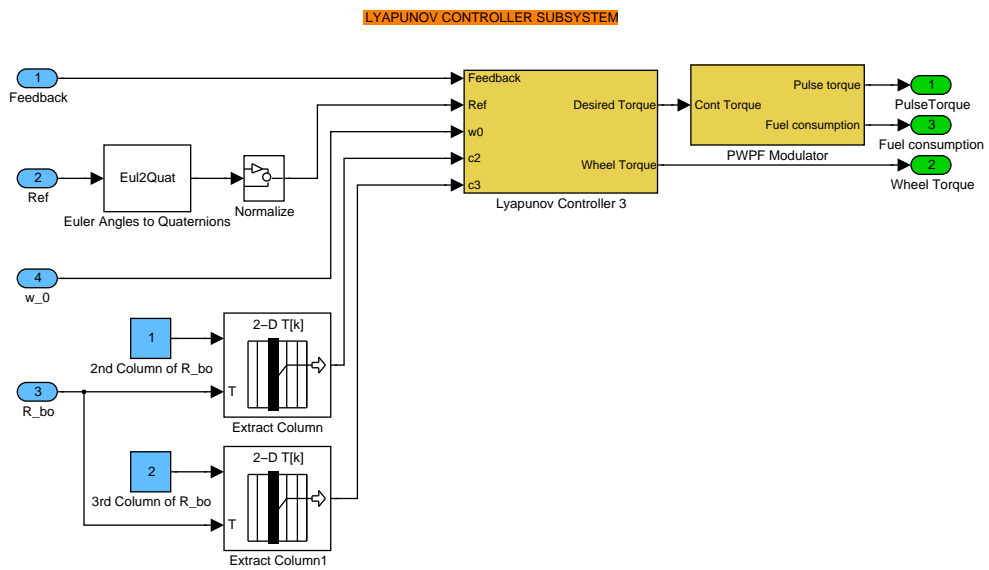 LYAPUNOV CONTROLLER SUBSYSTEM
1
Feedback
2
Ref
Eul2Quat
Euler Angles to Quaternions
Normalize
4
w_0
1
2nd Column of R_bo
3
R_bo
2
3rd Column of R_bo
2−D T[k]
T
Extract Column
2−D T[k]
T
Extract Column1
Feedback
Ref
w0
c2
c3
Desired Torque
Wheel Torque
Lyapunov Controller 3
Cont Torque
Pulse torque
Fuel consumption
PWPF Modulator
1
PulseTorque
3
Fuel consumption
2
Wheel Torque